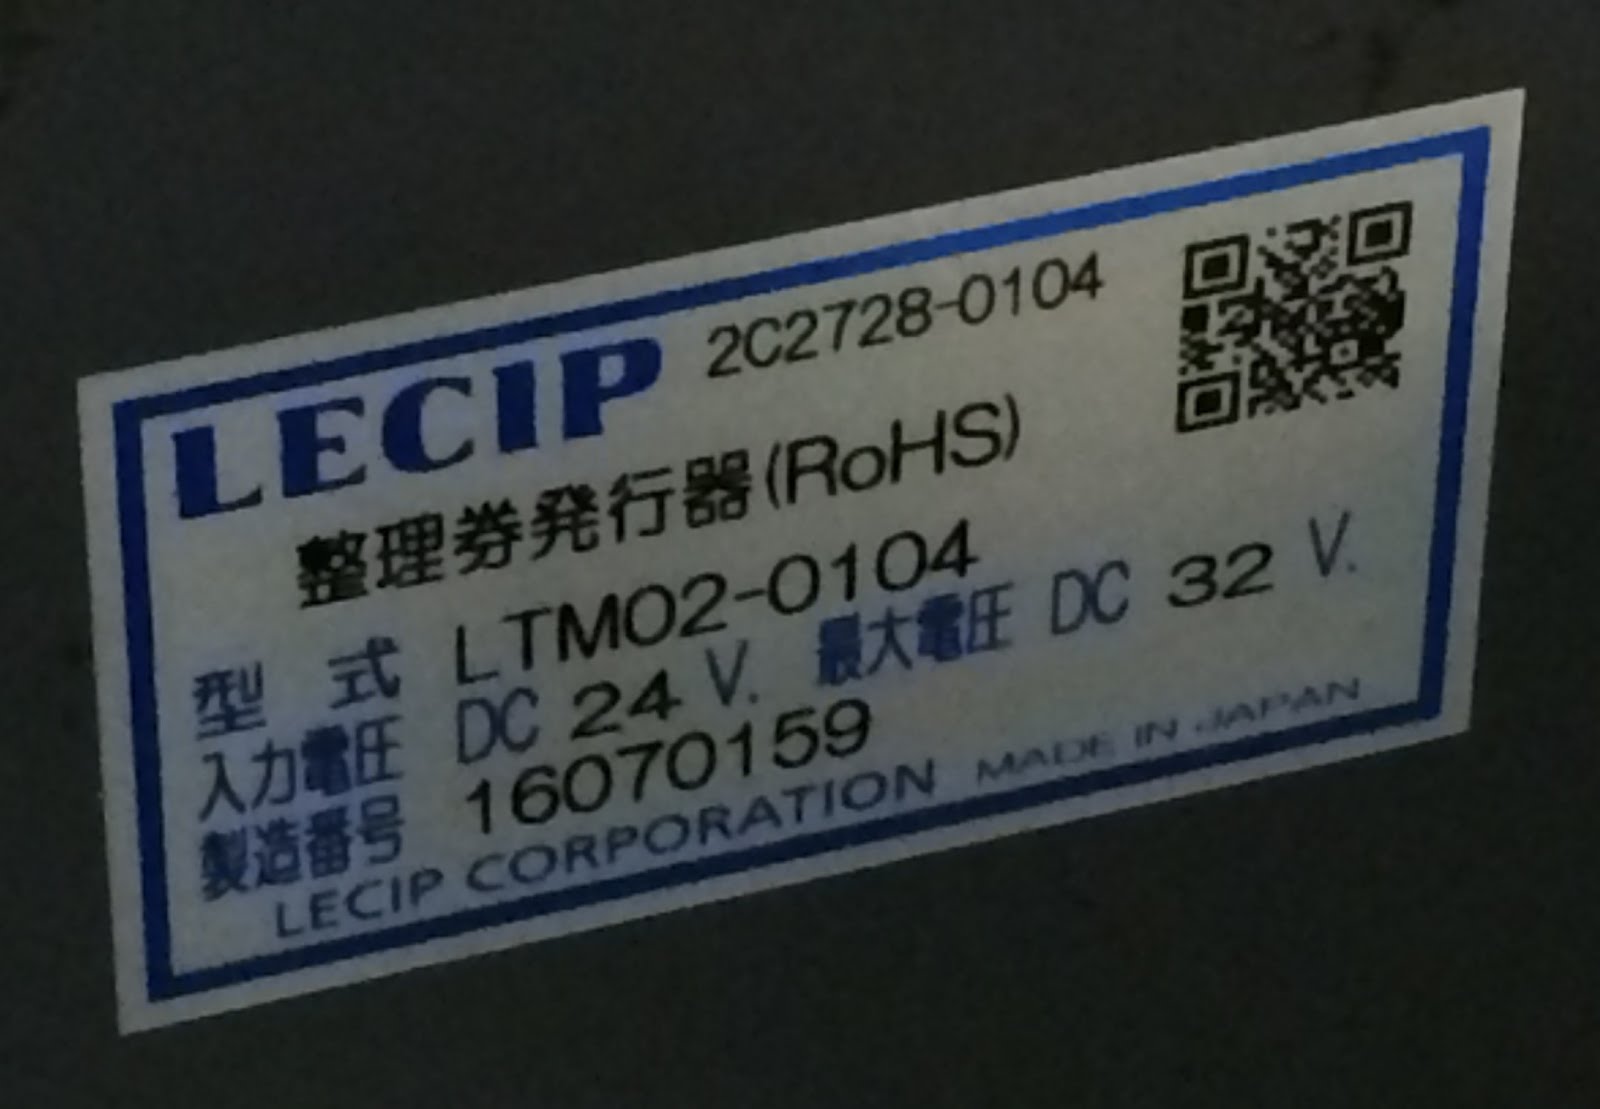 LECIP 2C2728-0104
整理券発行器(RoHS)
型 式 LTM02-0104
入力電圧 DC 24 V. 最大電圧 DC 32 V.
製造番号 16070159
LECIP CORPORATION MADE IN JAPAN